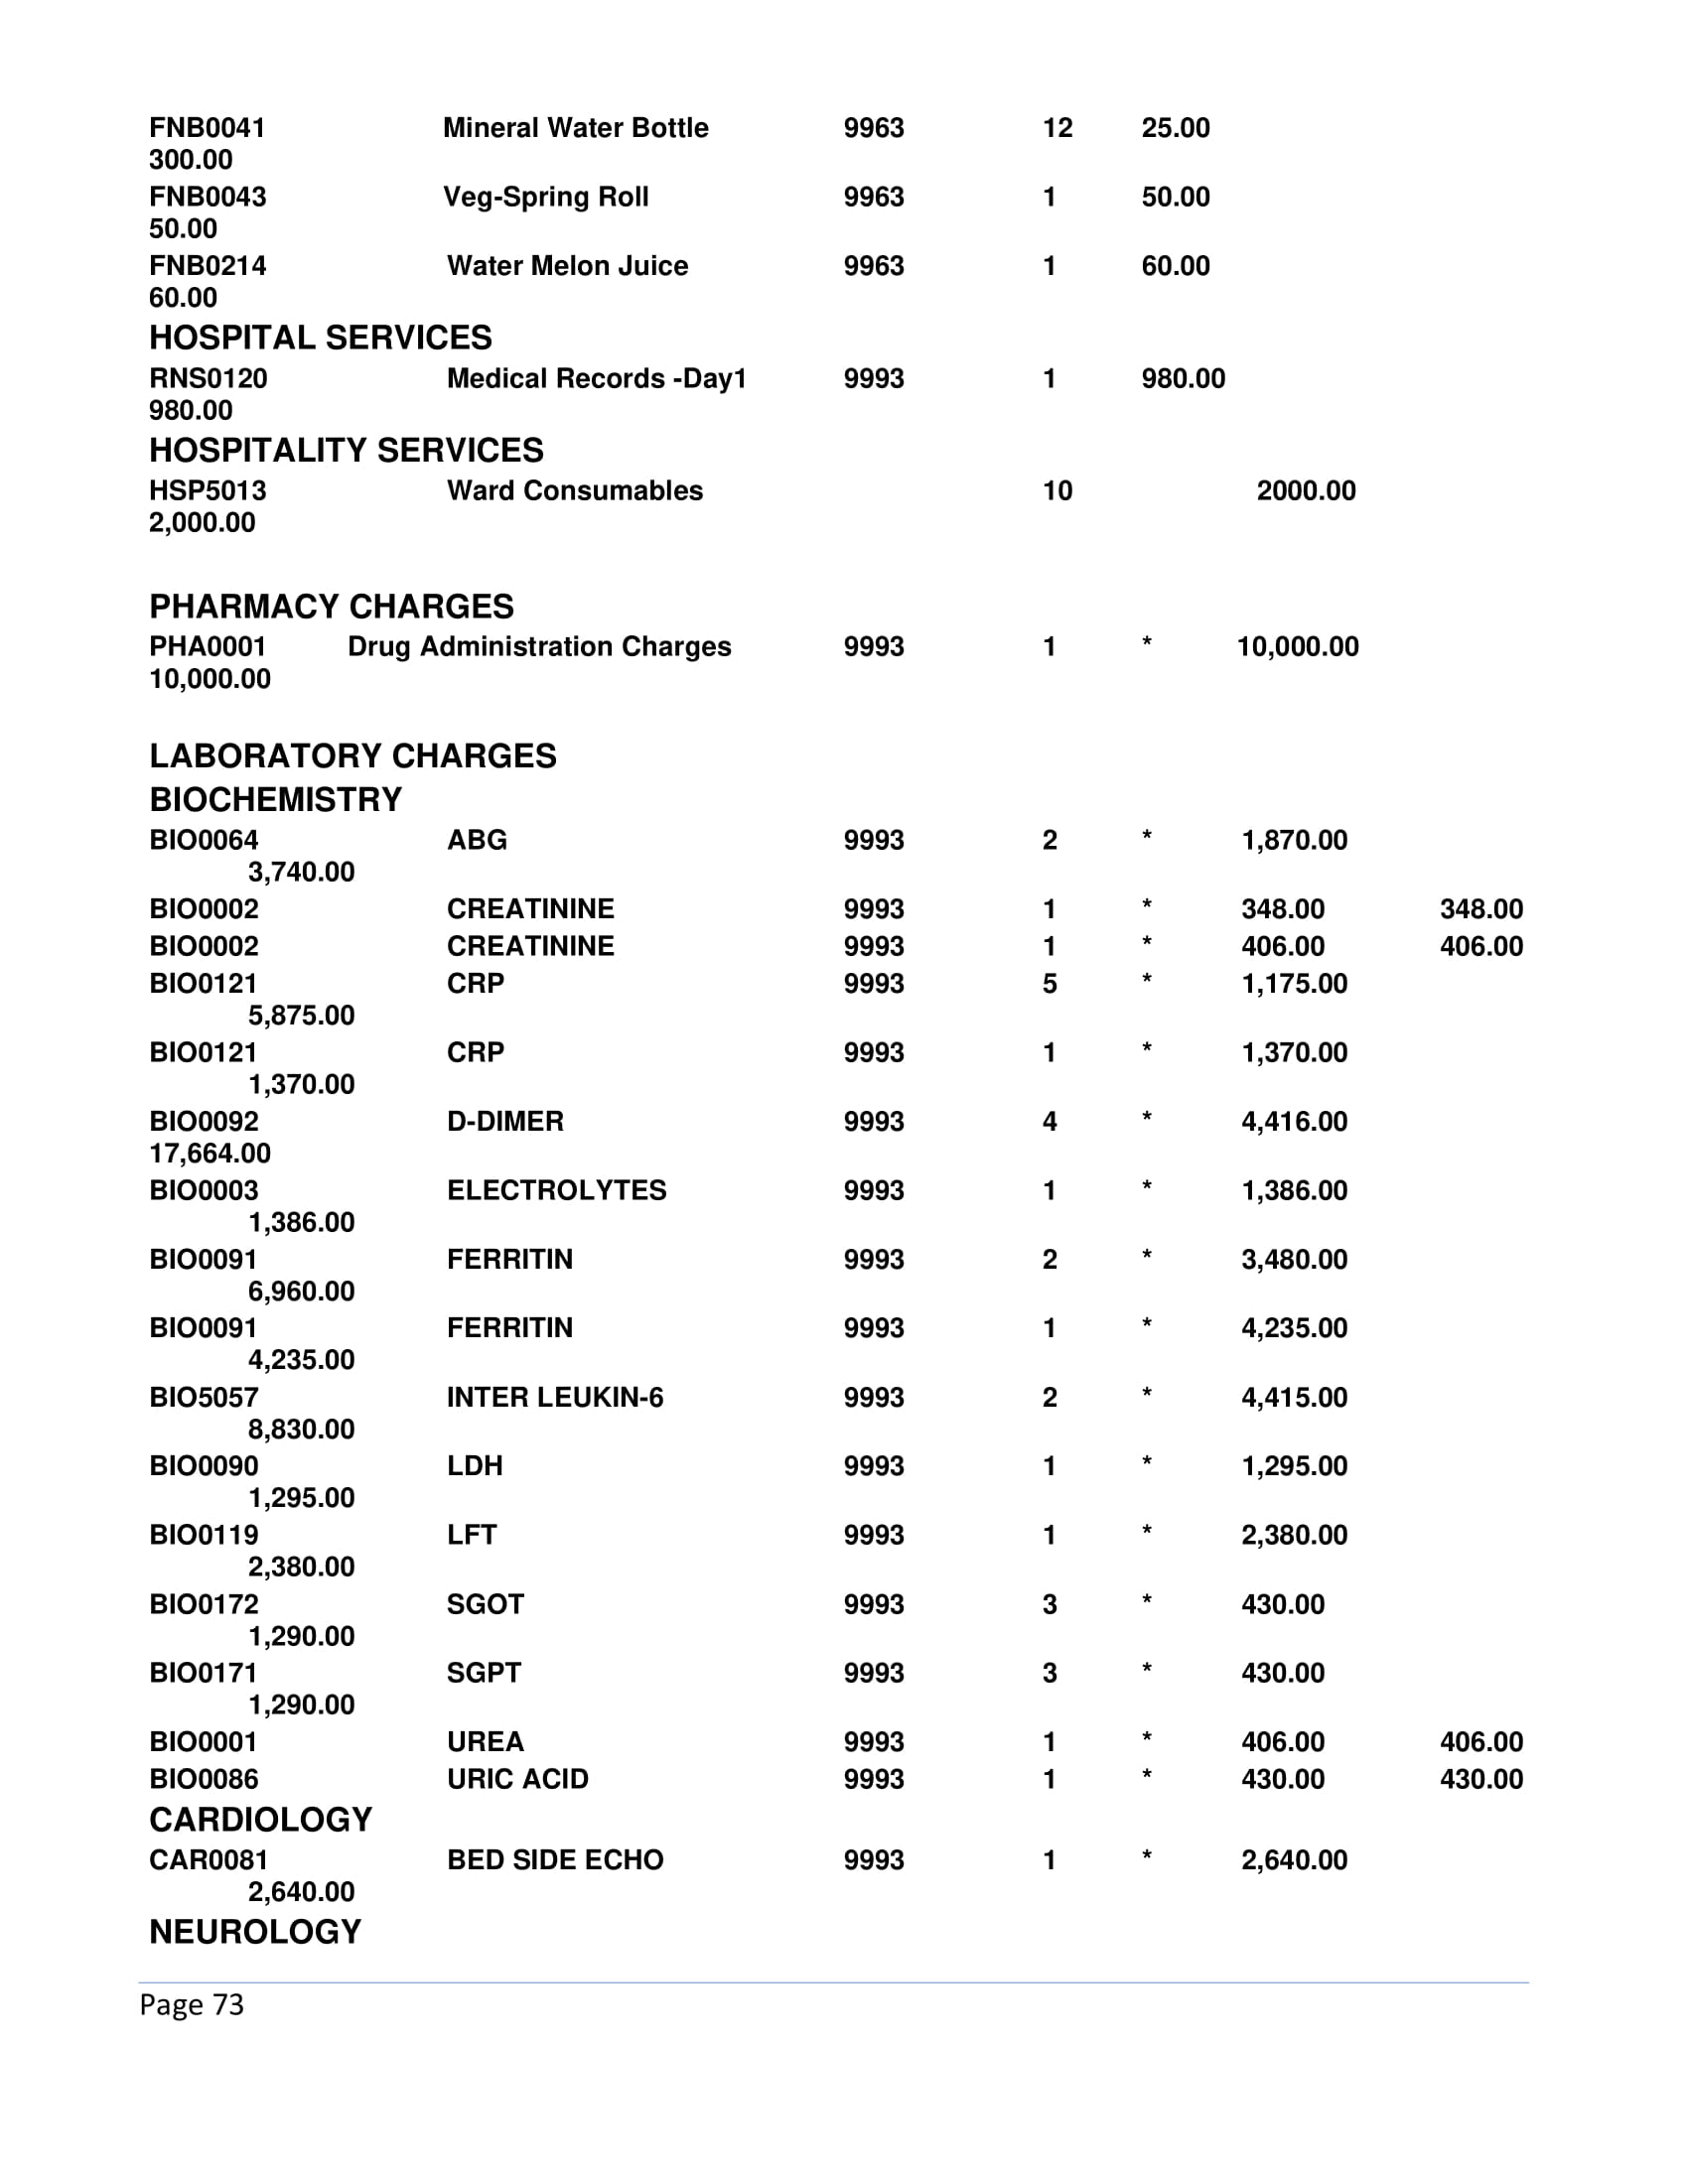 FNB0041 Mineral Water Bottle 9963 12 25.00
300.00
FNB0043 Veg-Spring Roll 9963 1 50.00
50.00
FNB0214 Water Melon Juice 9963 1 60.00
60.00
HOSPITAL SERVICES
RNS0120 Medical Records -Day1 9993 1 980.00
980.00
HOSPITALITY SERVICES
HSP5013 Ward Consumables 10 2000.00
2,000.00
PHARMACY CHARGES
PHA0001 Drug Administration Charges 9993 1 * 10,000.00
10,000.00
LABORATORY CHARGES
BIOCHEMISTRY
BIO0064 ABG 9993 2 * 1,870.00
3,740.00
BIO0002 CREATININE 9993 1 * 348.00 348.00
BIO0002 CREATININE 9993 1 * 406.00 406.00
BIO0121 CRP 9993 5 * 1,175.00
5,875.00
BIO0121 CRP 9993 1 * 1,370.00
1,370.00
BIO0092 D-DIMER 9993 4 * 4,416.00
17,664.00
BIO0003 ELECTROLYTES 9993 1 * 1,386.00
1,386.00
BIO0091 FERRITIN 9993 2 * 3,480.00
6,960.00
BIO0091 FERRITIN 9993 1 * 4,235.00
4,235.00
BIO5057 INTER LEUKIN-6 9993 2 * 4,415.00
8,830.00
BIO0090 LDH 9993 1 * 1,295.00
1,295.00
BIO0119 LFT 9993 1 * 2,380.00
2,380.00
BIO0172 SGOT 9993 3 * 430.00
1,290.00
BIO0171 SGPT 9993 3 * 430.00
1,290.00
BIO0001 UREA 9993 1 * 406.00 406.00
BIO0086 URIC ACID 9993 1 * 430.00 430.00
CARDIOLOGY
CAR0081 BED SIDE ECHO 9993 1 * 2,640.00
2,640.00
NEUROLOGY
Page 73